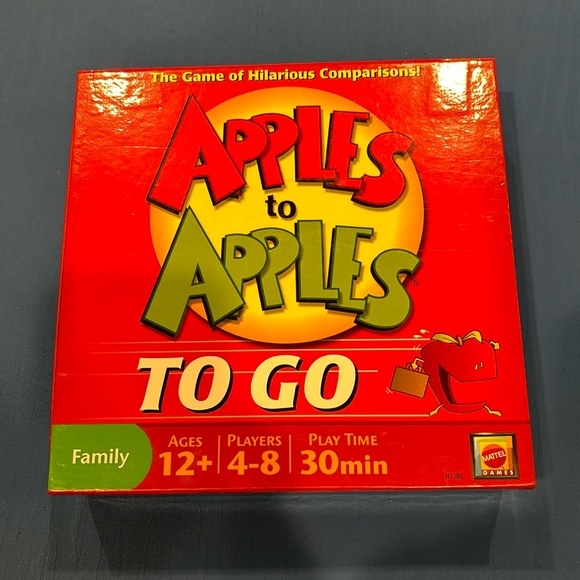 The Game of Hilarious Comparisons!
APPLES
to
APPLES®
TO GO
Family
AGES
12+
PLAYERS
4-8
PLAY TIME
30min
N1386
MATTEL
GAMES